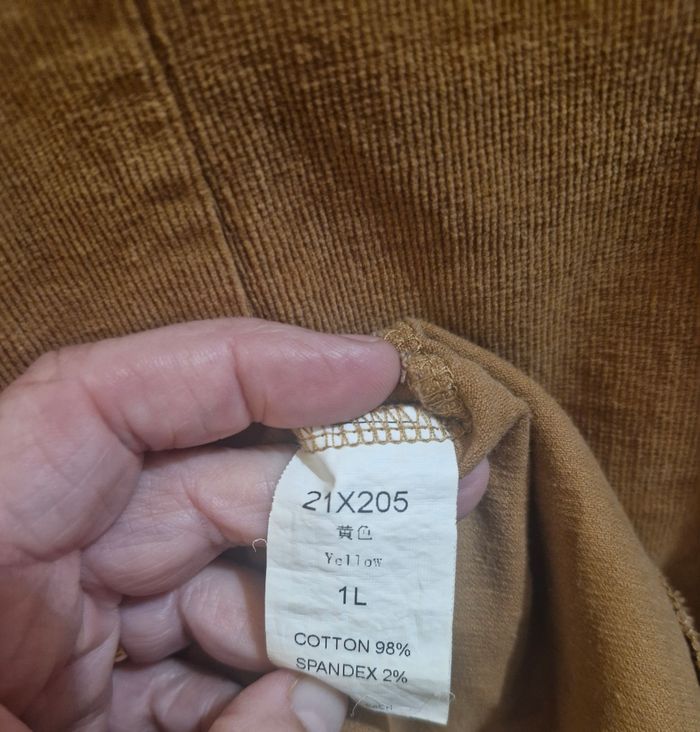 21X205
黄色
Yellow
1L
COTTON 98%
SPANDEX 2%